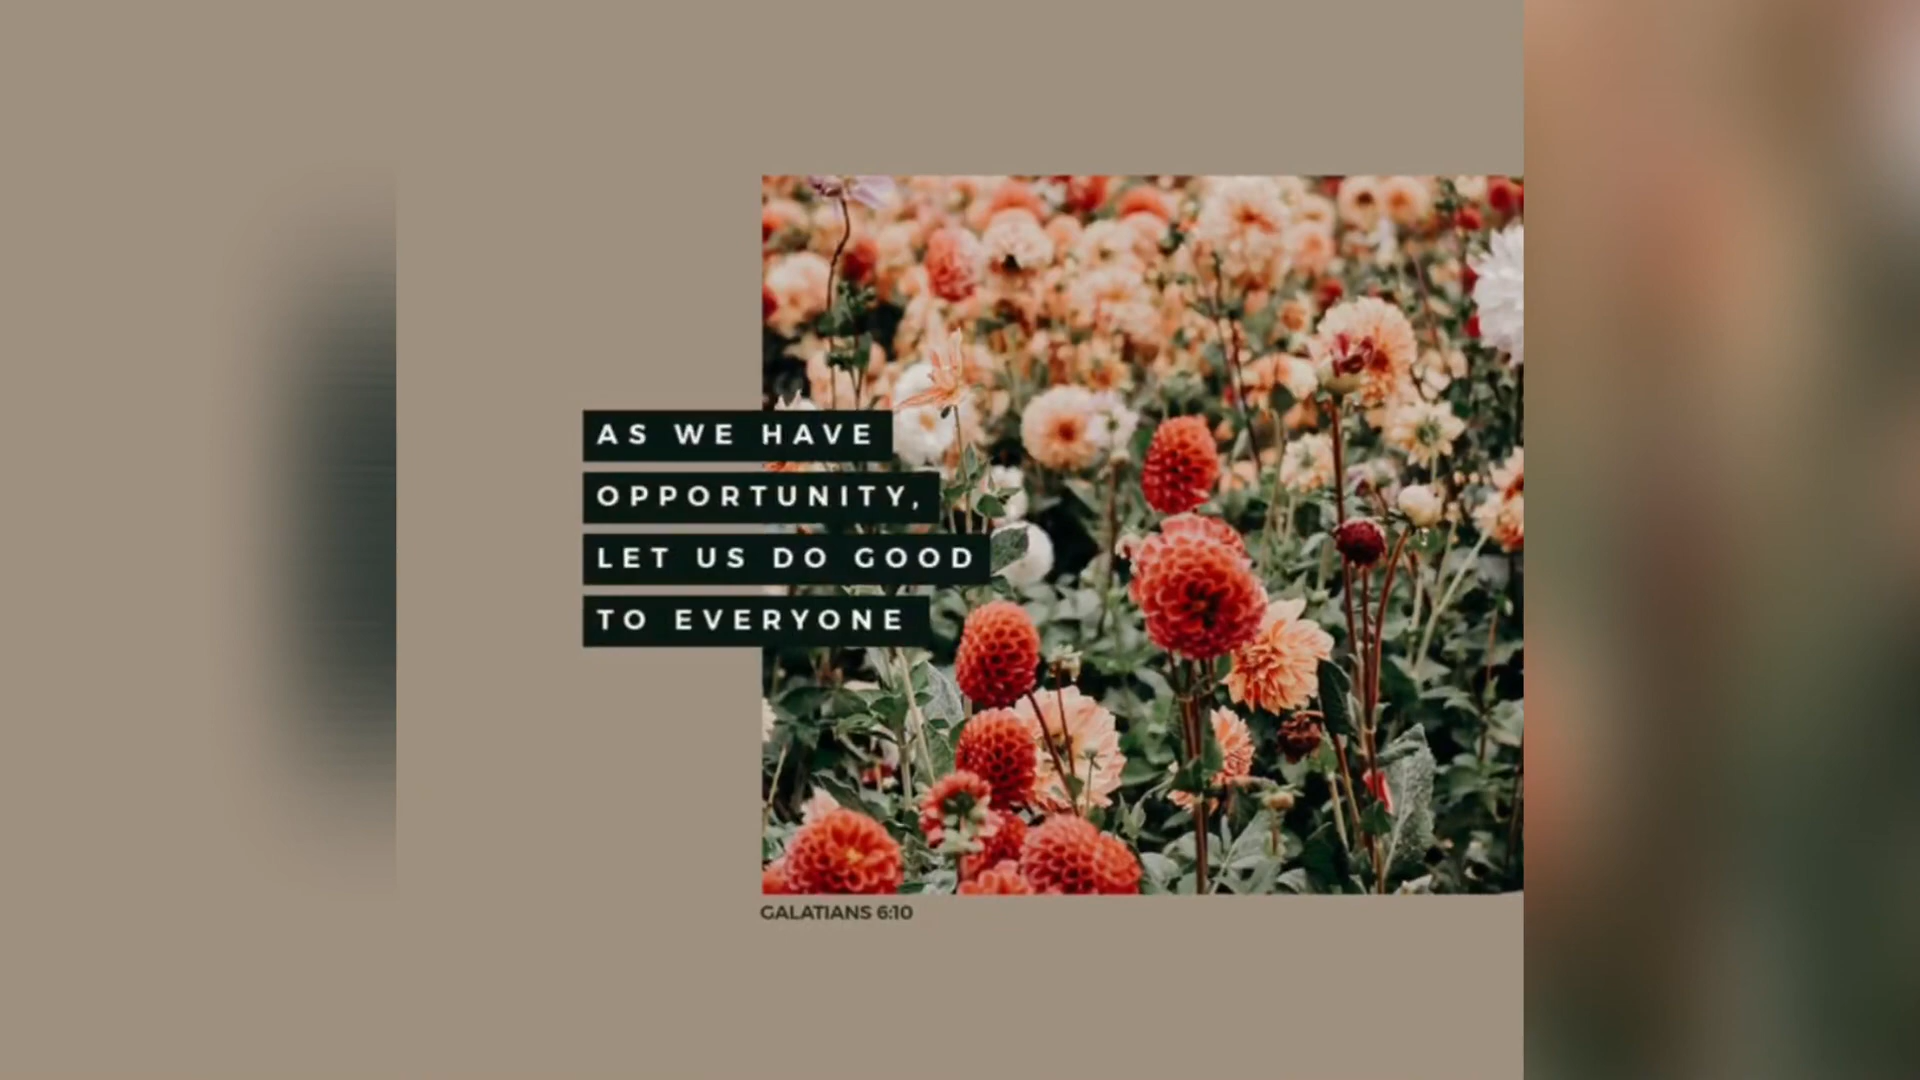 AS WE HAVE
OPPORTUNITY,
LET US DO GOOD
TO EVERYONE
GALATIANS 6:10